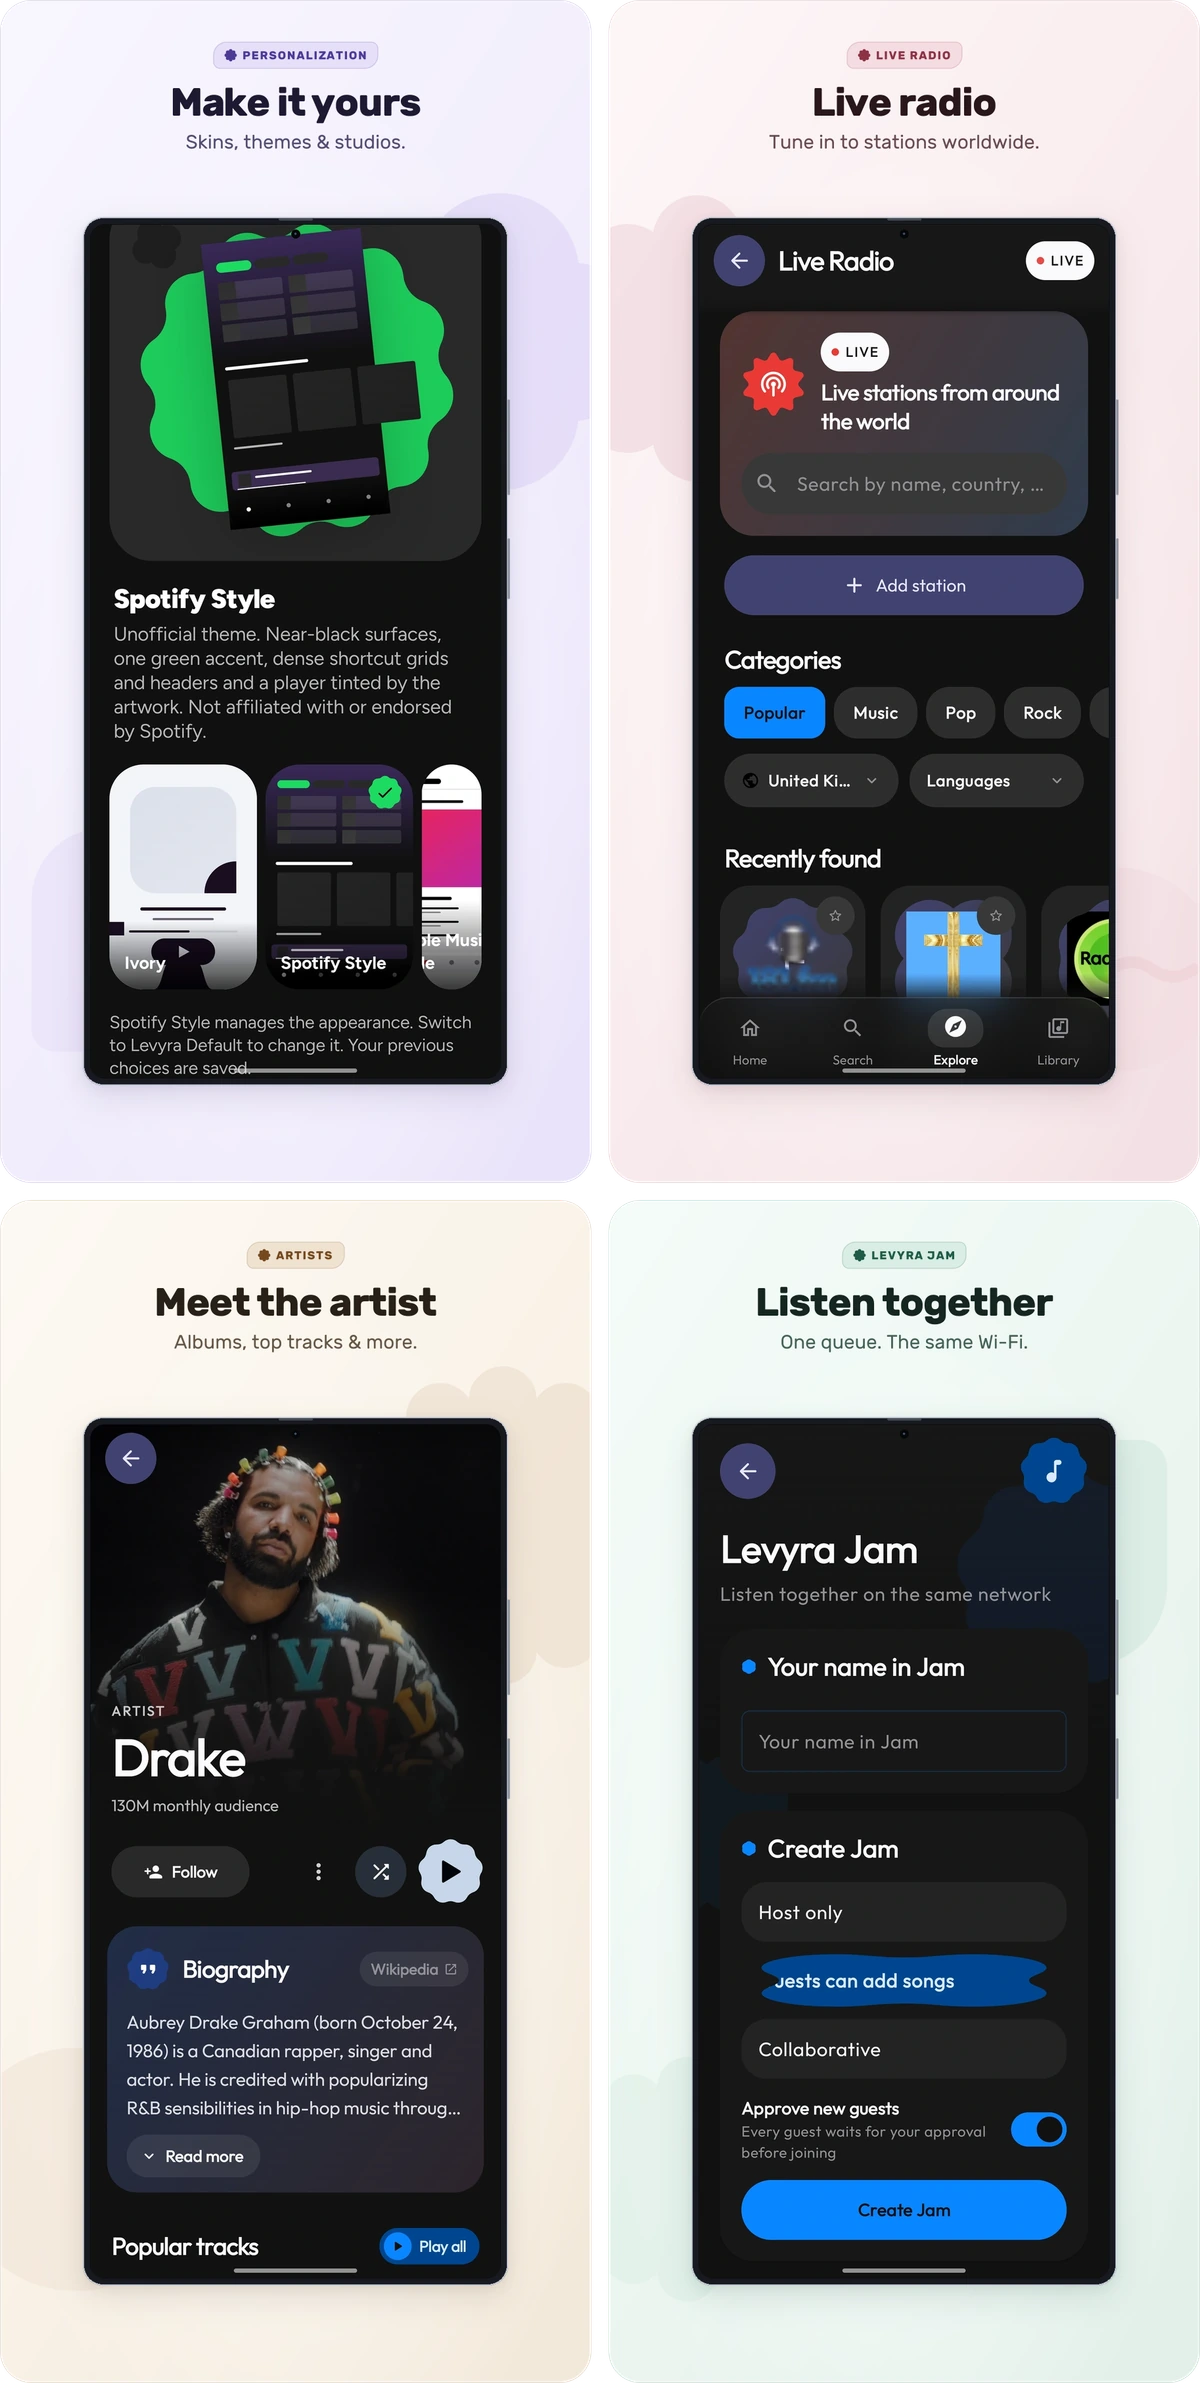 PERSONALIZATION
Make it yours
Skins, themes & studios.
Spotify Style
Unofficial theme. Near-black surfaces,
one green accent, dense shortcut grids
and headers and a player tinted by the
artwork. Not affiliated with or endorsed
by Spotify.
Ivory
Spotify Style
ple Musi
le
Spotify Style manages the appearance. Switch
to Levyra Default to change it. Your previous
choices are saved.
LIVE RADIO
Live radio
Tune in to stations worldwide.
Live Radio
LIVE
LIVE
Live stations from around
the world
Search by name, country, ...
Add station
Categories
Popular
Music
Pop
Rock
United Ki...
Languages
Recently found
Rad
Home
Search
Explore
Library
ARTISTS
Meet the artist
Albums, top tracks & more.
ARTIST
Drake
130M monthly audience
Follow
Biography
Wikipedia
Aubrey Drake Graham (born October 24,
1986) is a Canadian rapper, singer and
actor. He is credited with popularizing
R&B sensibilities in hip-hop music throug...
Read more
Popular tracks
Play all
LEVYRA JAM
Listen together
One queue. The same Wi-Fi.
Levyra Jam
Listen together on the same network
Your name in Jam
Your name in Jam
Create Jam
Host only
uests can add songs
Collaborative
Approve new guests
Every guest waits for your approval
before joining
Create Jam